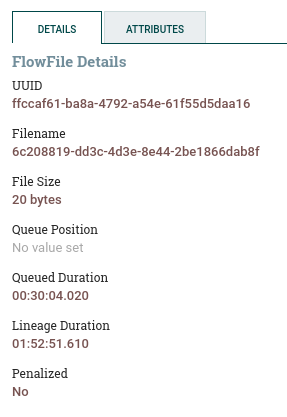 DETAILS
ATTRIBUTES
FlowFile Details
UUID
ffccaf61-ba8a-4792-a54e-61f55d5daa16
Filename
6c208819-dd3c-4d3e-8e44-2be1866dab8f
File Size
20 bytes
Queue Position
No value set
Queued Duration
00:30:04.020
Lineage Duration
01:52:51.610
Penalized
No